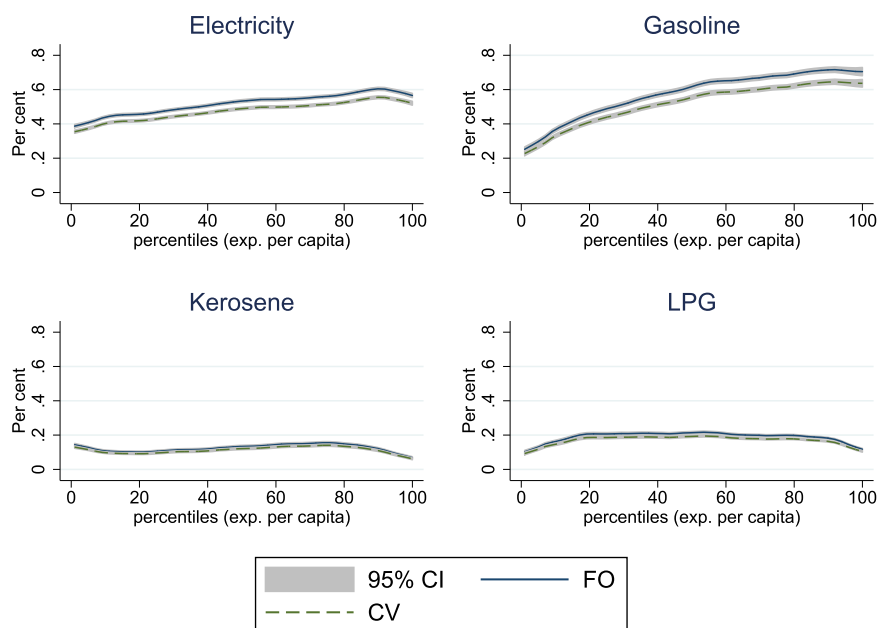 Electricity
Per cent
.8
.6
.4
.2
0
0 20 40 60 80 100
percentiles (exp. per capita)
Gasoline
Per cent
.8
.6
.4
.2
0
0 20 40 60 80 100
percentiles (exp. per capita)
Kerosene
Per cent
.8
.6
.4
.2
0
0 20 40 60 80 100
percentiles (exp. per capita)
LPG
Per cent
.8
.6
.4
.2
0
0 20 40 60 80 100
percentiles (exp. per capita)
95% CI FO
CV